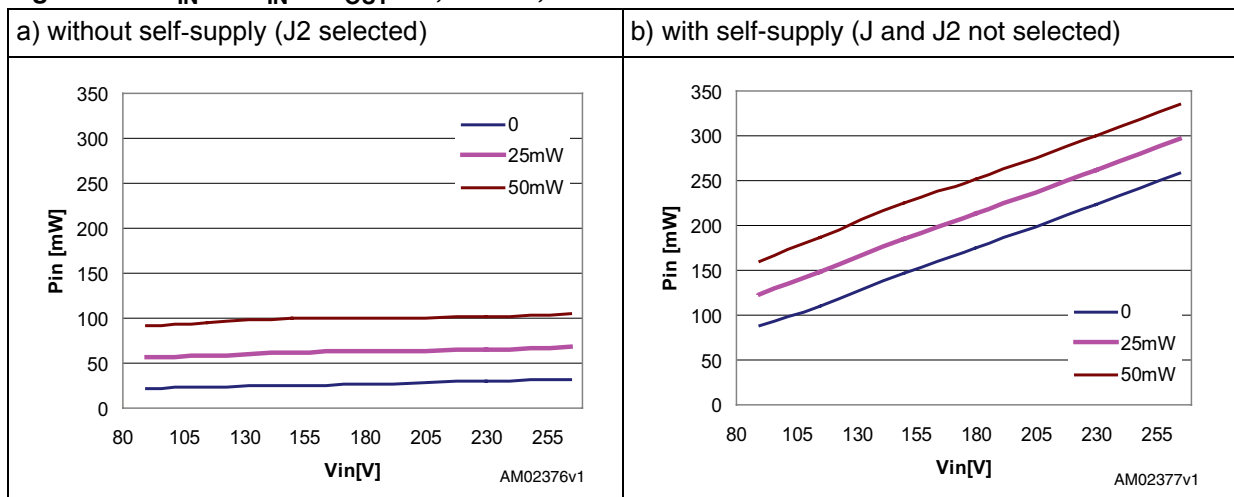 a) without self-supply (J2 selected)
b) with self-supply (J and J2 not selected)
350
300
250
200
150
100
50
0
Pin [mW]
0
25mW
50mW
80 105 130 155 180 205 230 255
Vin[V]
AM02376v1
350
300
250
200
150
100
50
0
Pin [mW]
0
25mW
50mW
80 105 130 155 180 205 230 255
Vin[V]
AM02377v1